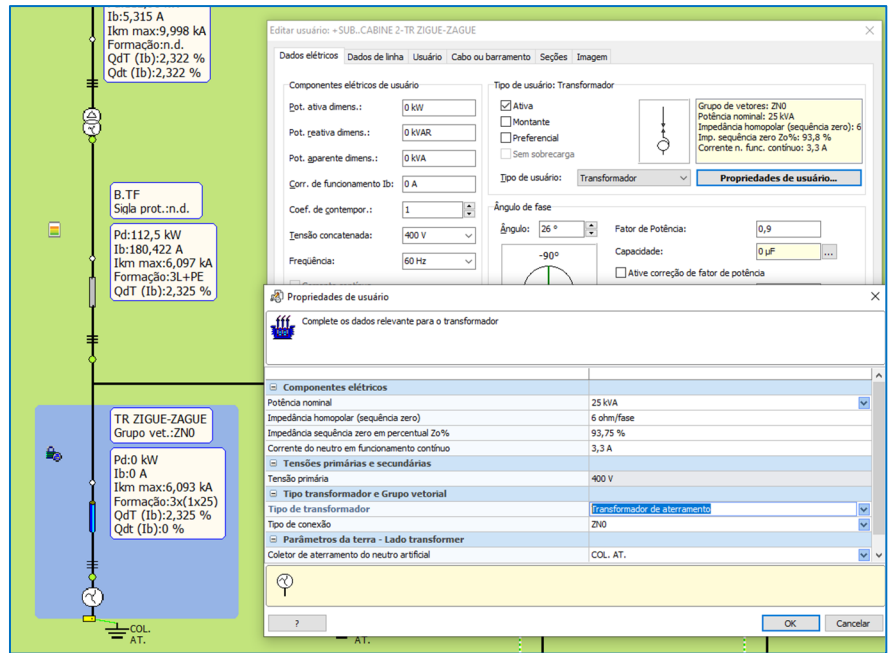 Ib:5,315 A
Ikm max:9,998 kA
Formação:n.d.
QdT (Ib):2,322 %
Qdt (Ib):2,322 %
B.TF
Sigla prot.:n.d.
Pd:112,5 kW
Ib:180,422 A
Ikm max:6,097 kA
Formação:3L+PE
QdT (Ib):2,325 %
TR ZIGUE-ZAGUE
Grupo vet.:ZN0
Pd:0 kW
Ib:0 A
Ikm max:6,093 kA
Formação:3x(1x25)
QdT (Ib):2,325 %
Qdt (Ib):0 %
COL.
AT.
AT.
Editar usuário: +SUB..CABINE 2-TR ZIGUE-ZAGUE
Dados elétricos Dados de linha Usuário Cabo ou barramento Seções Imagem
Componentes elétricos de usuário
Pot. ativa dimens.: 0 kW
Pot. reativa dimens.: 0 kVAR
Pot. aparente dimens.: 0 kVA
Corr. de funcionamento Ib: 0 A
Coef. de contempor.: 1
Tensão concatenada: 400 V
Freqüência: 60 Hz
Tipo de usuário: Transformador
Ativa
Montante
Preferencial
Sem sobrecarga
Grupo de vetores: ZN0
Potência nominal: 25 kVA
Impedância homopolar (sequência zero): 6
Imp. sequência zero Zo%: 93,8 %
Corrente n. func. contínuo: 3,3 A
Tipo de usuário: Transformador Propriedades de usuário...
Ângulo de fase
Ângulo: 26 ° Fator de Potência: 0,9
-90° Capacidade: 0 µF ...
Ative correção de fator de potência
Propriedades de usuário
Complete os dados relevante para o transformador
Componentes elétricos
Potência nominal 25 kVA
Impedância homopolar (sequência zero) 6 ohm/fase
Impedância sequência zero em percentual Zo% 93,75 %
Corrente do neutro em funcionamento contínuo 3,3 A
Tensões primárias e secundárias
Tensão primária 400 V
Tipo transformador e Grupo vetorial
Tipo de transformador Transformador de aterramento
Tipo de conexão ZN0
Parâmetros da terra - Lado transformer
Coletor de aterramento do neutro artificial COL. AT.
? OK Cancelar